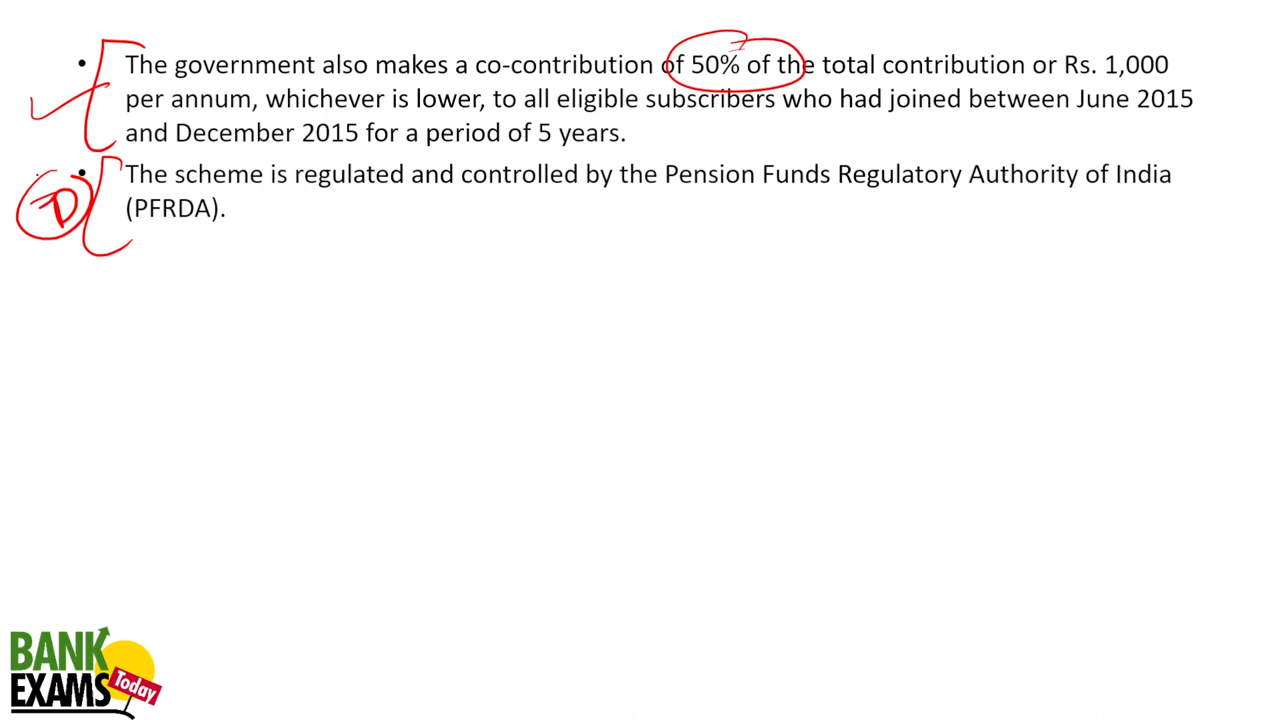 • The government also makes a co-contribution of 50% of the total contribution or Rs. 1,000
per annum, whichever is lower, to all eligible subscribers who had joined between June 2015
and December 2015 for a period of 5 years.
• The scheme is regulated and controlled by the Pension Funds Regulatory Authority of India
(PFRDA).
D
BANK
EXAMS
Today